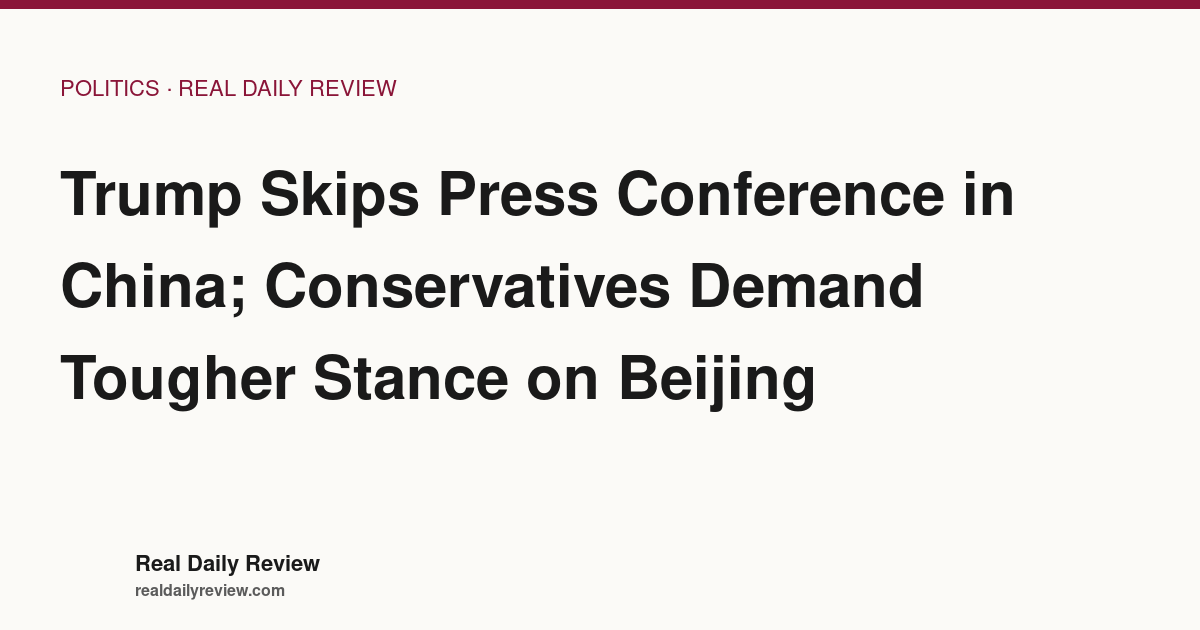 POLITICS · REAL DAILY REVIEW
Trump Skips Press Conference in
China; Conservatives Demand
Tougher Stance on Beijing
Real Daily Review
realdailyreview.com